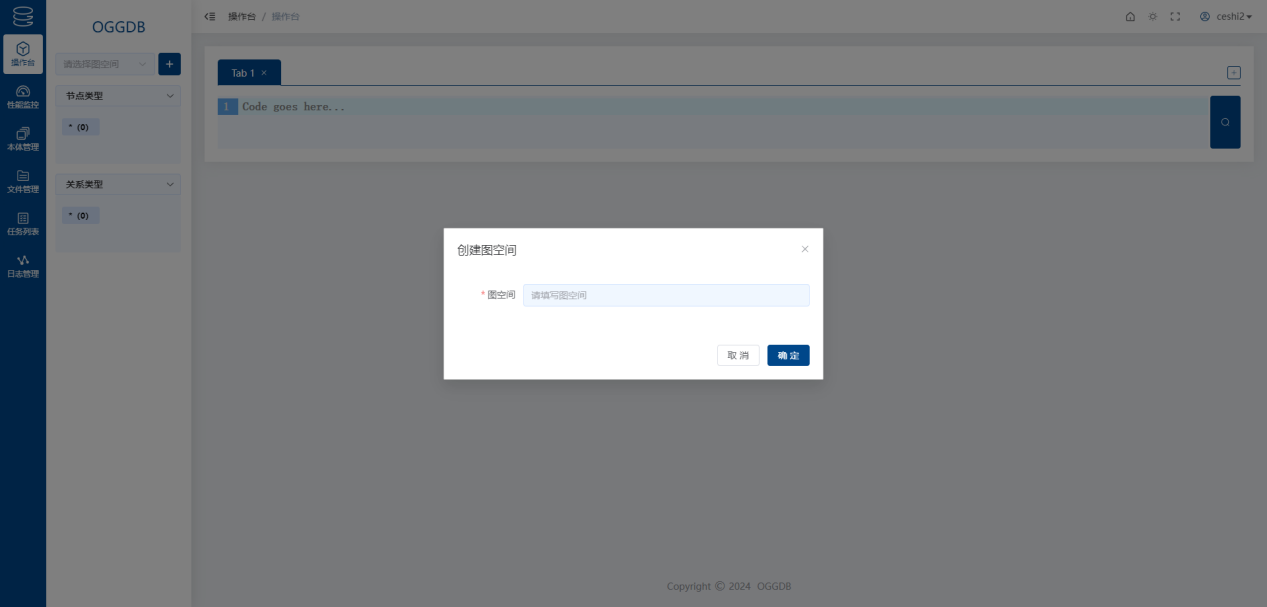 OGGDB
操作台 / 操作台
ceshi2
操作台
性能监控
本体管理
文件管理
任务列表
日志管理
请选择图空间
+
节点类型
* (0)
关系类型
* (0)
Tab 1 ×
1 Code goes here...
创建图空间
* 图空间 请填写图空间
取 消 确 定
Copyright © 2024 OGGDB